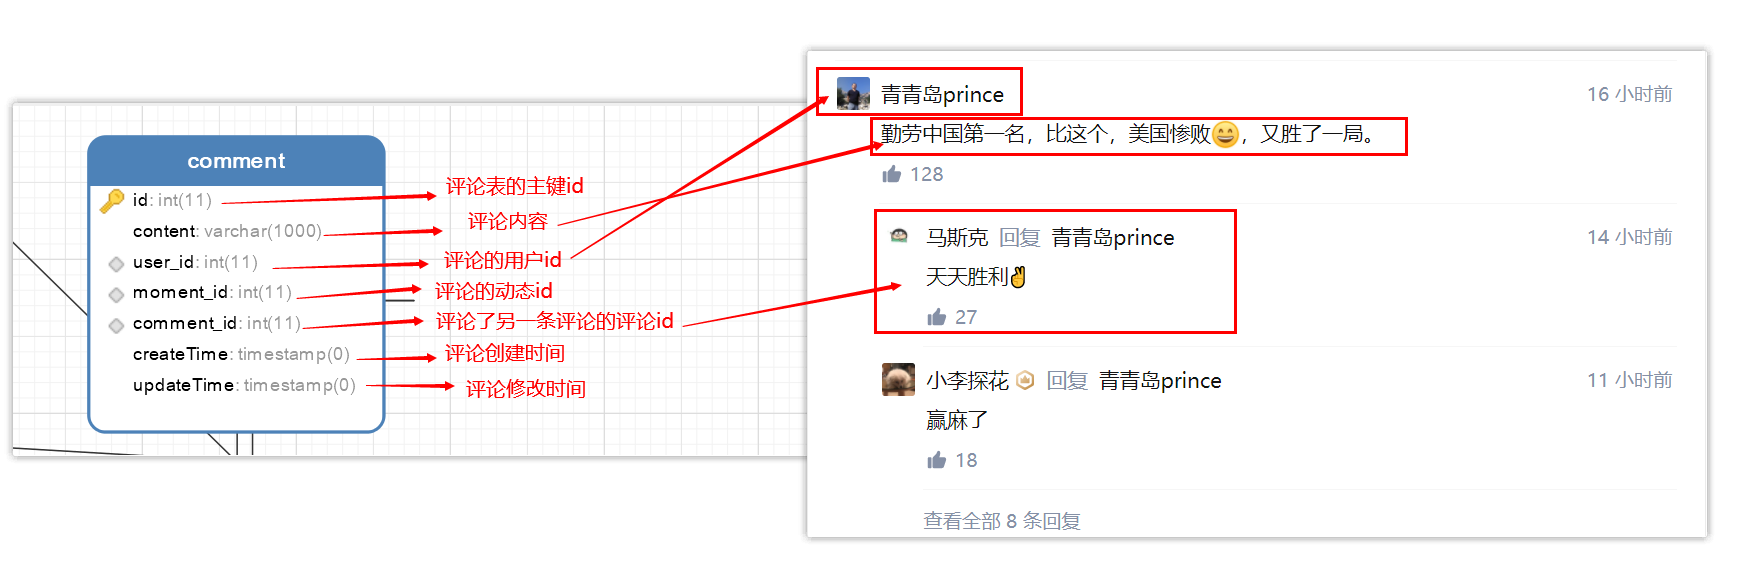 comment
id: int(11)
content: varchar(1000)
user_id: int(11)
moment_id: int(11)
comment_id: int(11)
createTime: timestamp(0)
updateTime: timestamp(0)
评论表的主键id
评论内容
评论的用户id
评论的动态id
评论了另一条评论的评论id
评论创建时间
评论修改时间
青青岛prince 16 小时前
勤劳中国第一名，比这个，美国惨败😄，又胜了一局。
128
马斯克 回复 青青岛prince 14 小时前
天天胜利✌
27
小李探花 回复 青青岛prince 11 小时前
赢麻了
18
查看全部 8 条回复